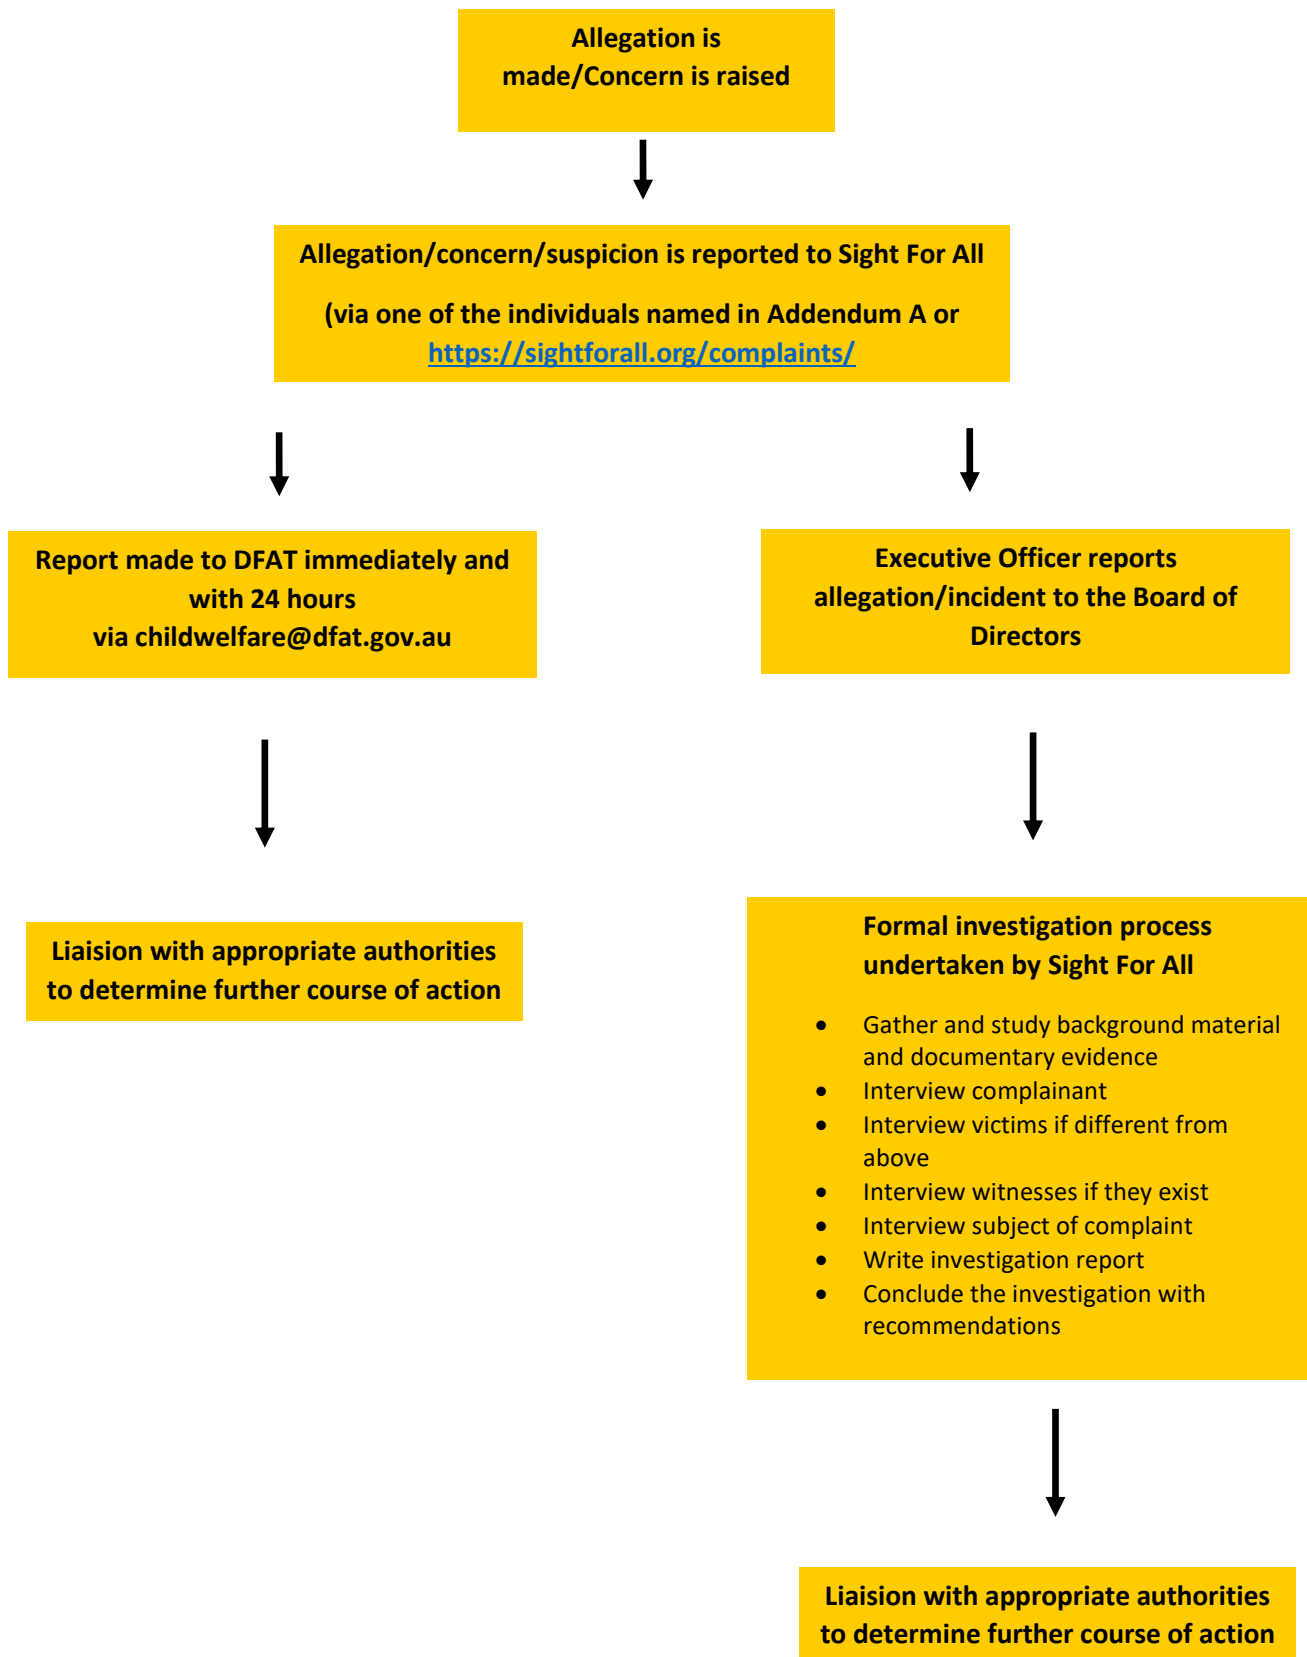 Allegation is
made/Concern is raised
Allegation/concern/suspicion is reported to Sight For All
(via one of the individuals named in Addendum A or
https://sightforall.org/complaints/
Report made to DFAT immediately and
with 24 hours
via childwelfare@dfat.gov.au
Executive Officer reports
allegation/incident to the Board of
Directors
Liaision with appropriate authorities
to determine further course of action
Formal investigation process
undertaken by Sight For All
• Gather and study background material
and documentary evidence
• Interview complainant
• Interview victims if different from
above
• Interview witnesses if they exist
• Interview subject of complaint
• Write investigation report
• Conclude the investigation with
recommendations
Liaision with appropriate authorities
to determine further course of action